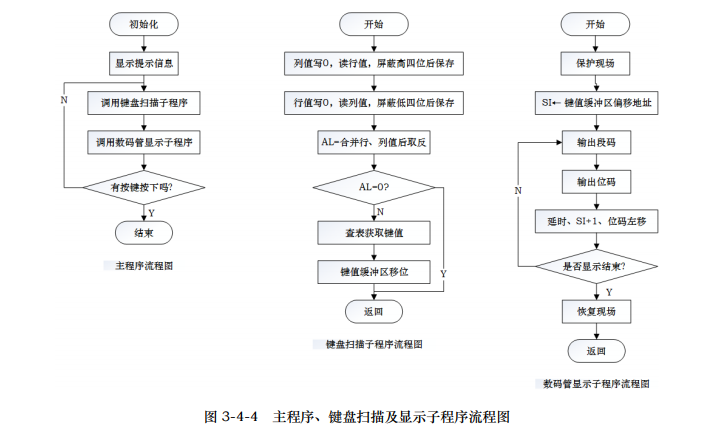 初始化
显示提示信息
N
调用键盘扫描子程序
调用数码管显示子程序
有按键按下吗?
Y
结束
主程序流程图
开始
列值写0，读行值，屏蔽高四位后保存
行值写0，读列值，屏蔽低四位后保存
AL=合并行、列值后取反
AL=0?
N
查表获取键值
键值缓冲区移位
Y
返回
键盘扫描子程序流程图
开始
保护现场
SI← 键值缓冲区偏移地址
输出段码
N
输出位码
延时、SI+1、位码左移
是否显示结束?
Y
恢复现场
返回
数码管显示子程序流程图
图 3-4-4 主程序、键盘扫描及显示子程序流程图